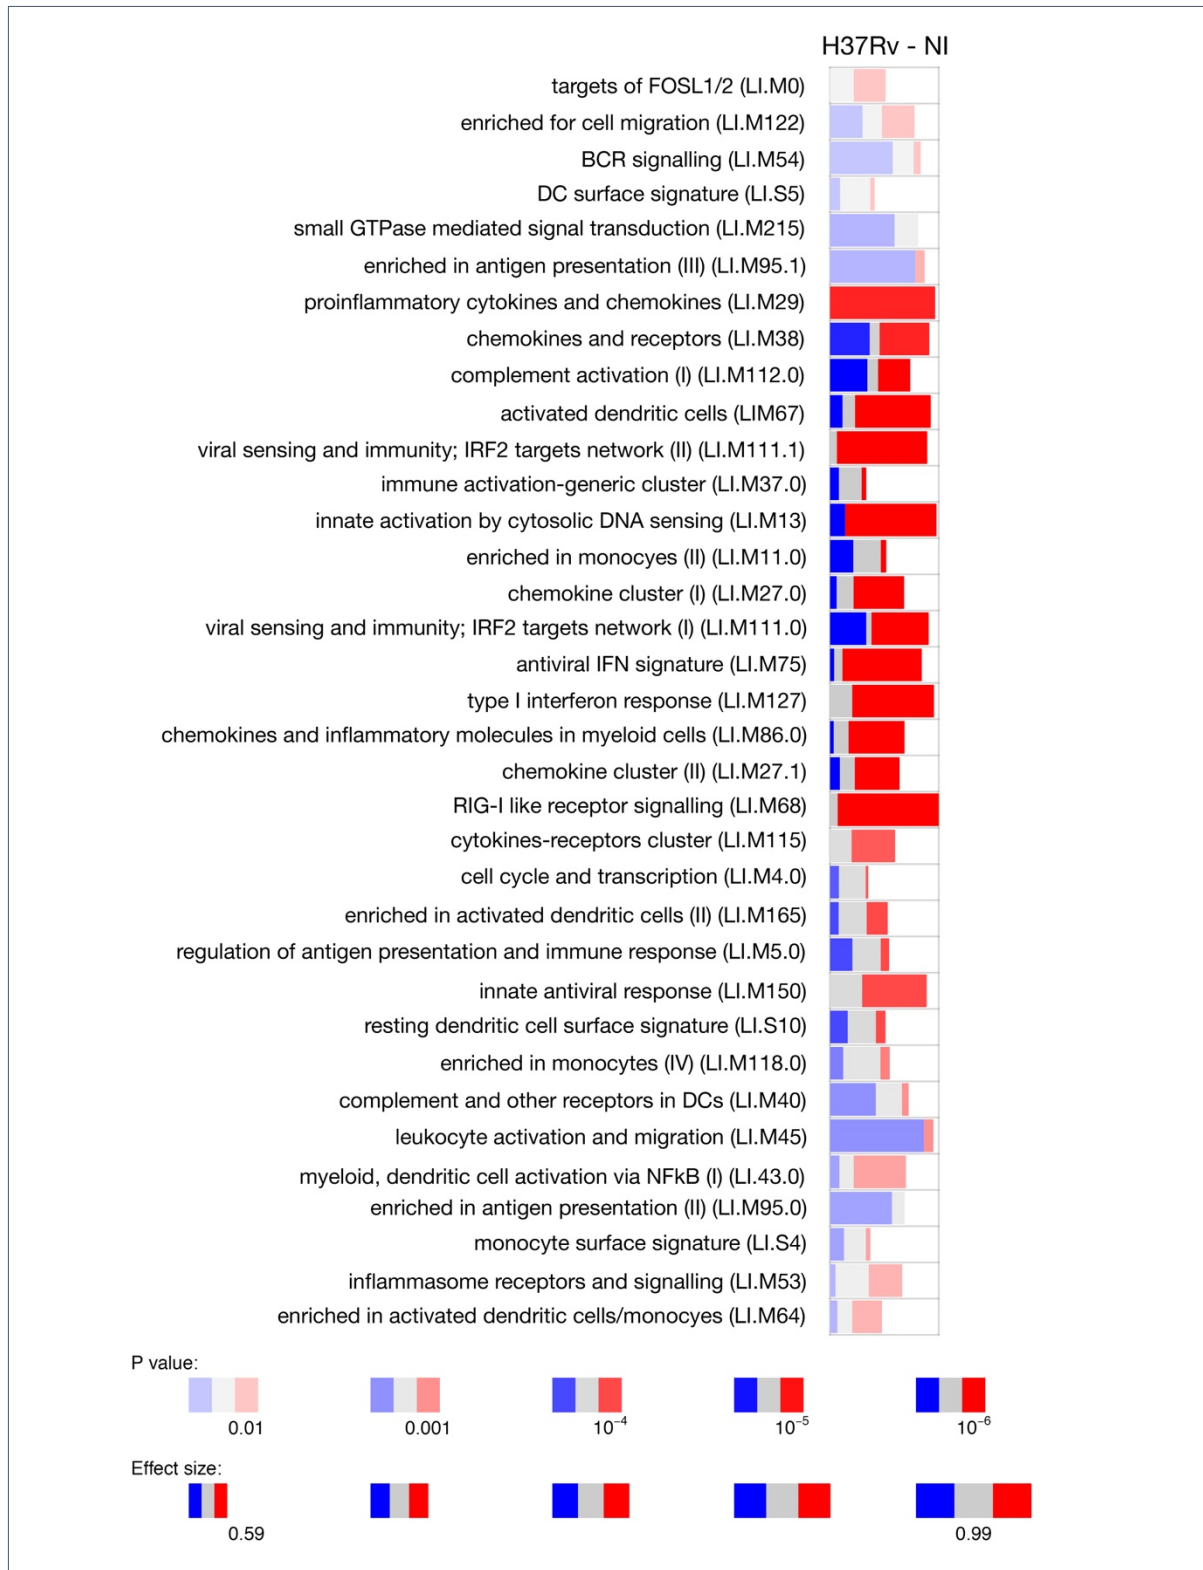 H37Rv - NI
targets of FOSL1/2 (LI.M0)
enriched for cell migration (LI.M122)
BCR signalling (LI.M54)
DC surface signature (LI.S5)
small GTPase mediated signal transduction (LI.M215)
enriched in antigen presentation (III) (LI.M95.1)
proinflammatory cytokines and chemokines (LI.M29)
chemokines and receptors (LI.M38)
complement activation (I) (LI.M112.0)
activated dendritic cells (LIM67)
viral sensing and immunity; IRF2 targets network (II) (LI.M111.1)
immune activation-generic cluster (LI.M37.0)
innate activation by cytosolic DNA sensing (LI.M13)
enriched in monocyes (II) (LI.M11.0)
chemokine cluster (I) (LI.M27.0)
viral sensing and immunity; IRF2 targets network (I) (LI.M111.0)
antiviral IFN signature (LI.M75)
type I interferon response (LI.M127)
chemokines and inflammatory molecules in myeloid cells (LI.M86.0)
chemokine cluster (II) (LI.M27.1)
RIG-I like receptor signalling (LI.M68)
cytokines-receptors cluster (LI.M115)
cell cycle and transcription (LI.M4.0)
enriched in activated dendritic cells (II) (LI.M165)
regulation of antigen presentation and immune response (LI.M5.0)
innate antiviral response (LI.M150)
resting dendritic cell surface signature (LI.S10)
enriched in monocytes (IV) (LI.M118.0)
complement and other receptors in DCs (LI.M40)
leukocyte activation and migration (LI.M45)
myeloid, dendritic cell activation via NFkB (I) (LI.43.0)
enriched in antigen presentation (II) (LI.M95.0)
monocyte surface signature (LI.S4)
inflammasome receptors and signalling (LI.M53)
enriched in activated dendritic cells/monocyes (LI.M64)
P value:
0.01 0.001 10⁻⁴ 10⁻⁵ 10⁻⁶
Effect size:
0.59 0.99